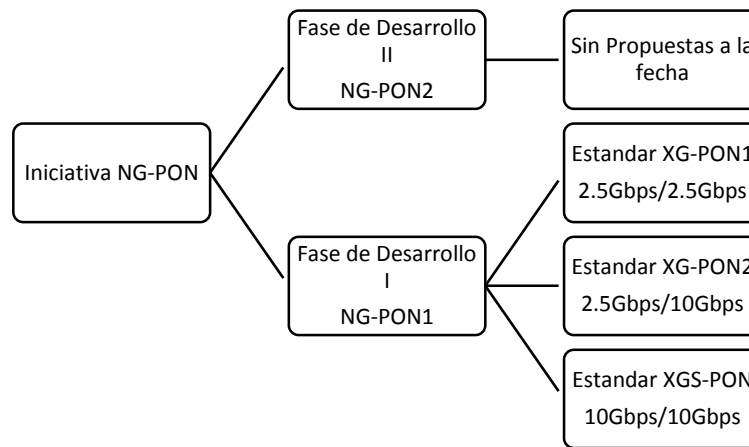 Iniciativa NG-PON
Fase de Desarrollo
II
NG-PON2
Sin Propuestas a la
fecha
Fase de Desarrollo
I
NG-PON1
Estandar XG-PON1
2.5Gbps/2.5Gbps
Estandar XG-PON2
2.5Gbps/10Gbps
Estandar XGS-PON
10Gbps/10Gbps